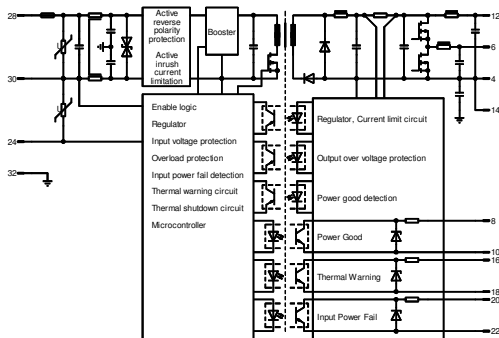 28
30
24
32
Active
reverse
polarity
protection
Active
inrush
current
limitation
Booster
Enable logic
Regulator
Input voltage protection
Overload protection
Input power fail detection
Thermal warning circuit
Thermal shutdown circuit
Microcontroller
Regulator, Current limit circuit
Output over voltage protection
Power good detection
Power Good
Thermal Warning
Input Power Fail
12
6
4
14
8
10
16
18
20
22